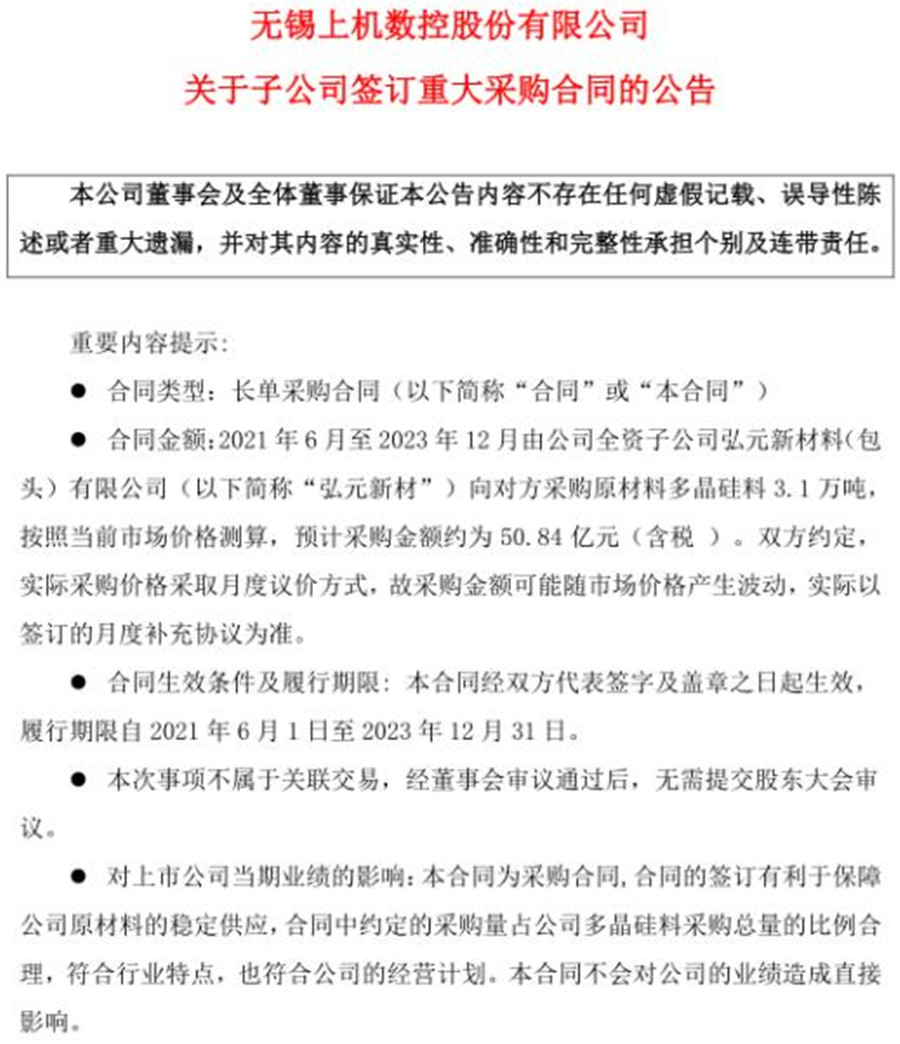 无锡上机数控股份有限公司
关于子公司签订重大采购合同的公告
本公司董事会及全体董事保证本公告内容不存在任何虚假记载、误导性陈
述或者重大遗漏，并对其内容的真实性、准确性和完整性承担个别及连带责任。
重要内容提示：
● 合同类型：长单采购合同（以下简称“合同”或“本合同”）
● 合同金额：2021 年 6 月至 2023 年 12 月由公司全资子公司弘元新材料（包
头）有限公司（以下简称“弘元新材”）向对方采购原材料多晶硅料 3.1 万吨，
按照当前市场价格测算，预计采购金额约为 50.84 亿元（含税 ）。双方约定，
实际采购价格采取月度议价方式，故采购金额可能随市场价格产生波动，实际以
签订的月度补充协议为准。
● 合同生效条件及履行期限：本合同经双方代表签字及盖章之日起生效，
履行期限自 2021 年 6 月 1 日至 2023 年 12 月 31 日。
● 本次事项不属于关联交易，经董事会审议通过后，无需提交股东大会审
议。
● 对上市公司当期业绩的影响：本合同为采购合同,合同的签订有利于保障
公司原材料的稳定供应，合同中约定的采购量占公司多晶硅料采购总量的比例合
理，符合行业特点，也符合公司的经营计划。本合同不会对公司的业绩造成直接
影响。